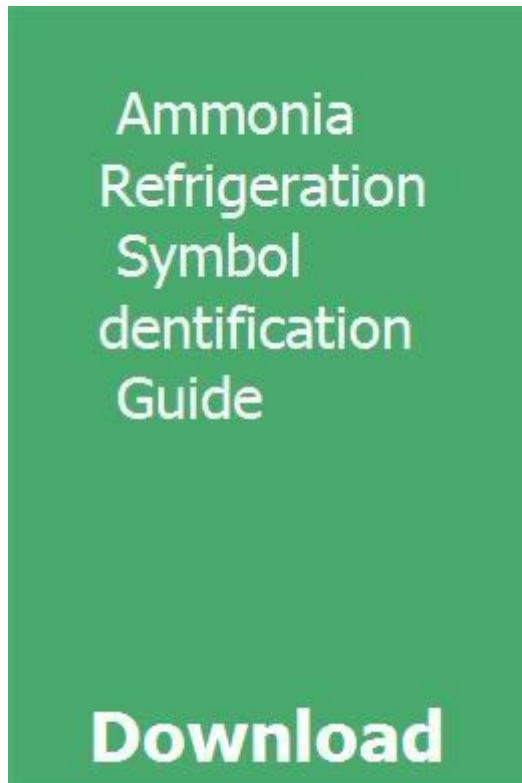 Ammonia
Refrigeration
Symbol
dentification
Guide
Download